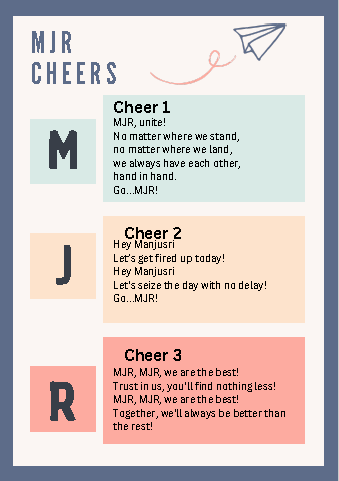 MJR
CHEERS
M
Cheer 1
MJR, unite!
No matter where we stand,
no matter where we land,
we always have each other,
hand in hand.
Go...MJR!
J
Cheer 2
Hey Manjusri
Let's get fired up today!
Hey Manjusri
Let's seize the day with no delay!
Go...MJR!
R
Cheer 3
MJR, MJR, we are the best!
Trust in us, you'll find nothing less!
MJR, MJR, we are the best!
Together, we'll always be better than
the rest!